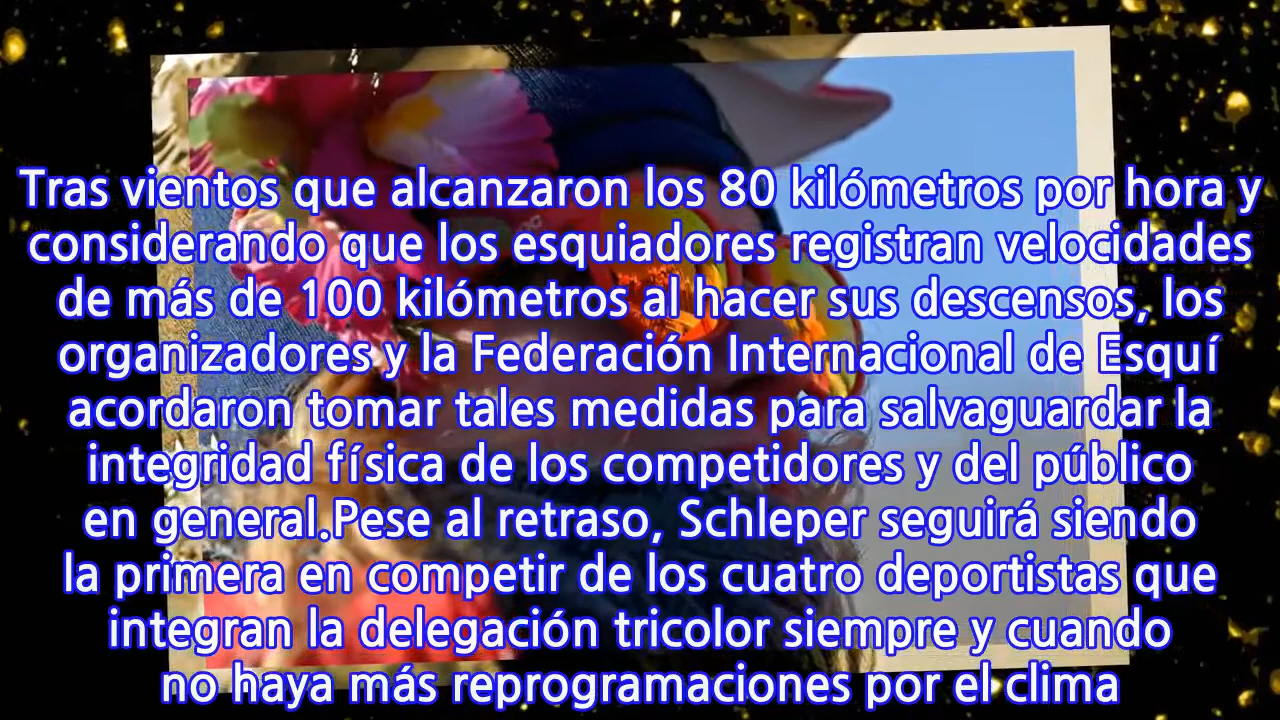 Tras vientos que alcanzaron los 80 kilómetros por hora y
considerando que los esquiadores registran velocidades
de más de 100 kilómetros al hacer sus descensos, los
organizadores y la Federación Internacional de Esquí
acordaron tomar tales medidas para salvaguardar la
integridad física de los competidores y del público
en general.Pese al retraso, Schleper seguirá siendo
la primera en competir de los cuatro deportistas que
integran la delegación tricolor siempre y cuando
no haya más reprogramaciones por el clima